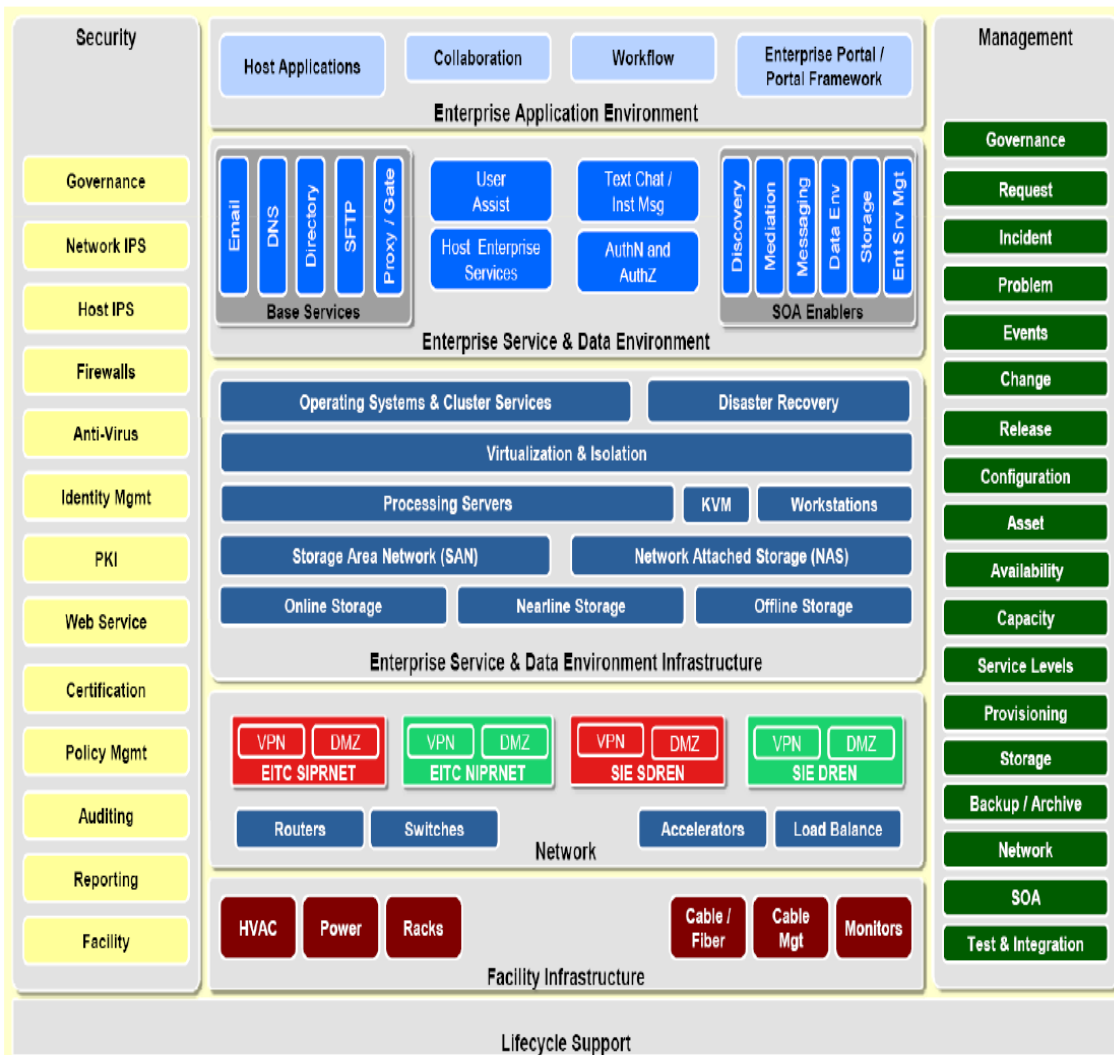 Security
Governance
Network IPS
Host IPS
Firewalls
Anti-Virus
Identity Mgmt
PKI
Web Service
Certification
Policy Mgmt
Auditing
Reporting
Facility
Host Applications
Collaboration
Workflow
Enterprise Portal /
Portal Framework
Enterprise Application Environment
Email
DNS
Directory
SFTP
Proxy / Gate
Base Services
User
Assist
Text Chat /
Inst Msg
Host Enterprise
Services
AuthN and
AuthZ
Discovery
Mediation
Messaging
Data Env
Storage
Ent Srv Mgt
SOA Enablers
Enterprise Service & Data Environment
Operating Systems & Cluster Services
Disaster Recovery
Virtualization & Isolation
Processing Servers
KVM
Workstations
Storage Area Network (SAN)
Network Attached Storage (NAS)
Online Storage
Nearline Storage
Offline Storage
Enterprise Service & Data Environment Infrastructure
VPN
DMZ
EITC SIPRNET
VPN
DMZ
EITC NIPRNET
VPN
DMZ
SIE SDREN
VPN
DMZ
SIE DREN
Routers
Switches
Accelerators
Load Balance
Network
HVAC
Power
Racks
Cable /
Fiber
Cable
Mgt
Monitors
Facility Infrastructure
Management
Governance
Request
Incident
Problem
Events
Change
Release
Configuration
Asset
Availability
Capacity
Service Levels
Provisioning
Storage
Backup / Archive
Network
SOA
Test & Integration
Lifecycle Support